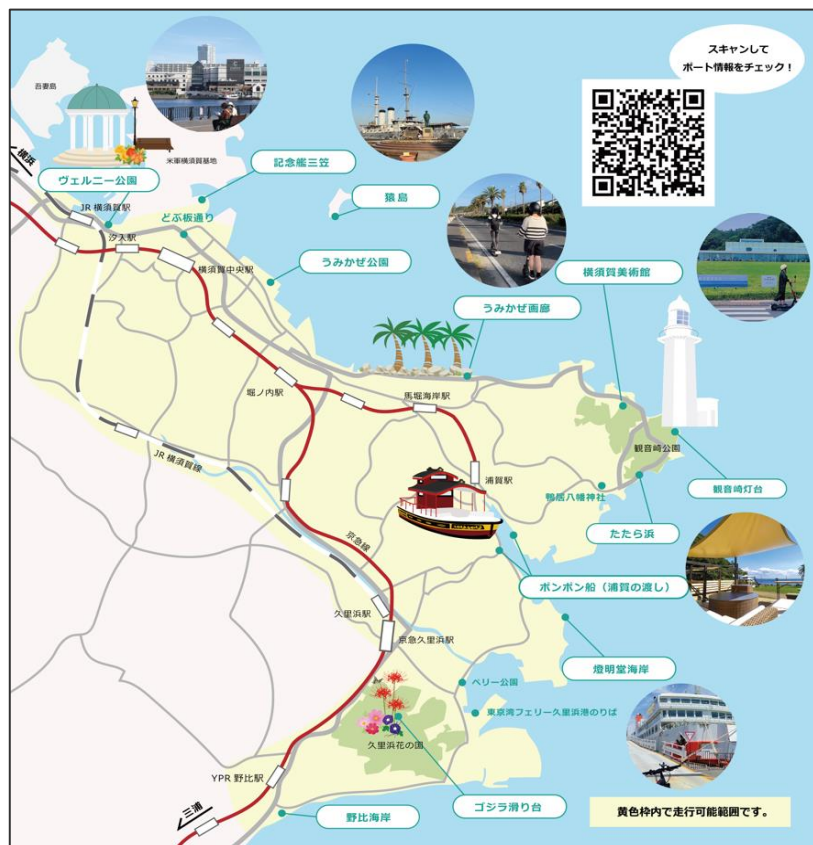 スキャンして
ポート情報をチェック！
吾妻島
米軍横須賀基地
横浜
ヴェルニー公園
記念艦三笠
猿島
JR 横須賀駅
どぶ板通り
汐入駅
横須賀中央駅
うみかぜ公園
横須賀美術館
うみかぜ画廊
堀ノ内駅
馬堀海岸駅
観音崎公園
JR 横須賀線
浦賀駅
鴨居八幡神社
観音崎灯台
たたら浜
京急線
ポンポン船（浦賀の渡し）
久里浜駅
京急久里浜駅
燈明堂海岸
ペリー公園
東京湾フェリー久里浜港のりば
久里浜花の園
YPR 野比駅
三浦
野比海岸
ゴジラ滑り台
黄色枠内で走行可能範囲です。